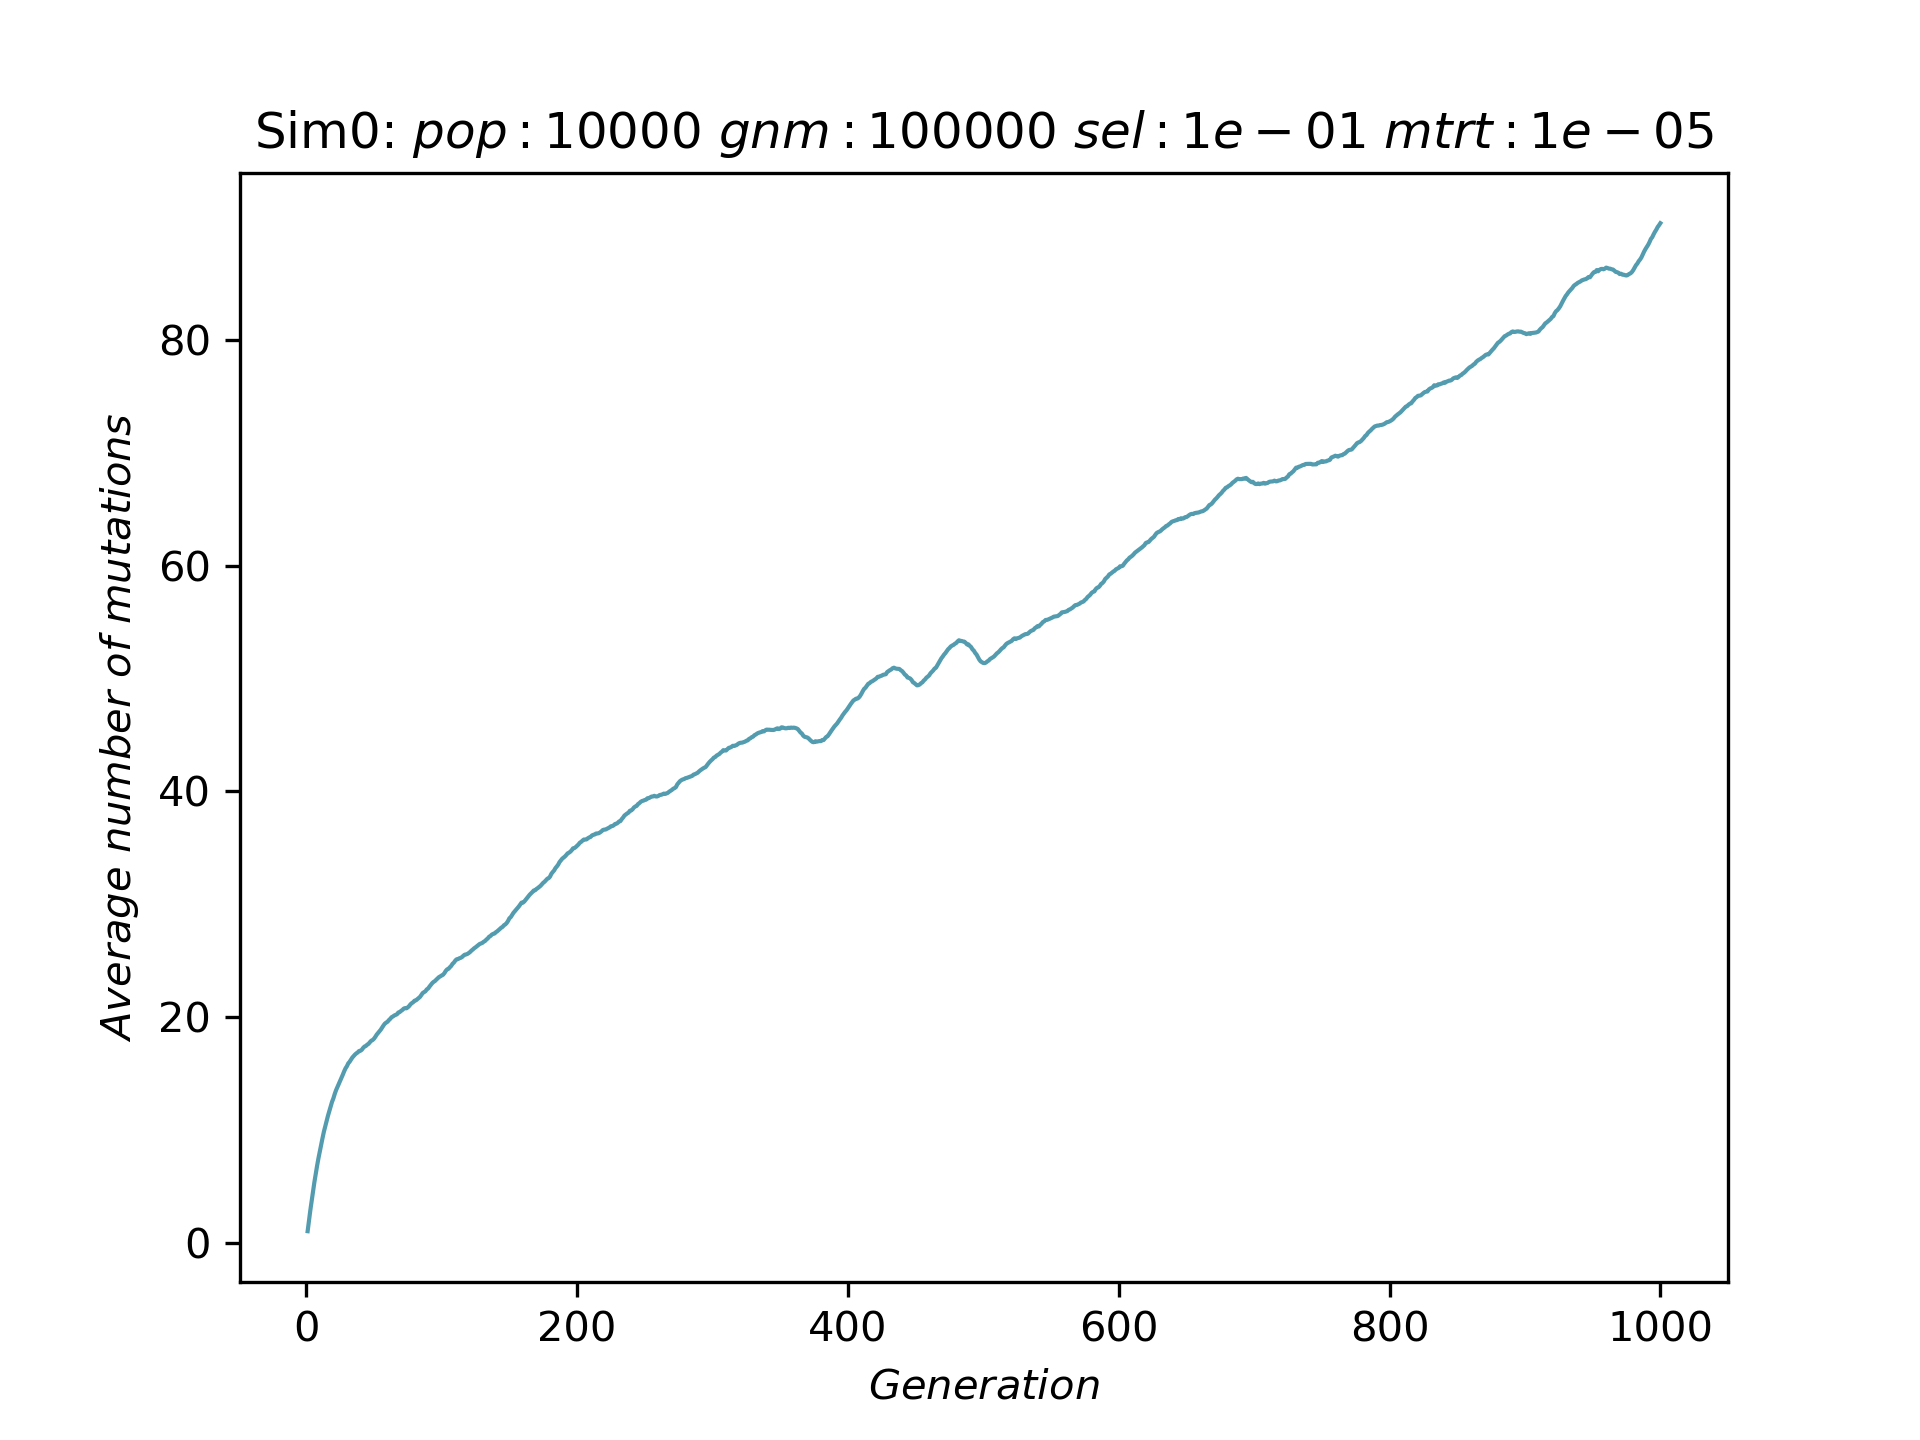 Sim0: pop : 10000 gnm : 100000 sel : 1e − 01 mtrt : 1e − 05
Average number of mutations
80
60
40
20
0
0 200 400 600 800 1000
Generation